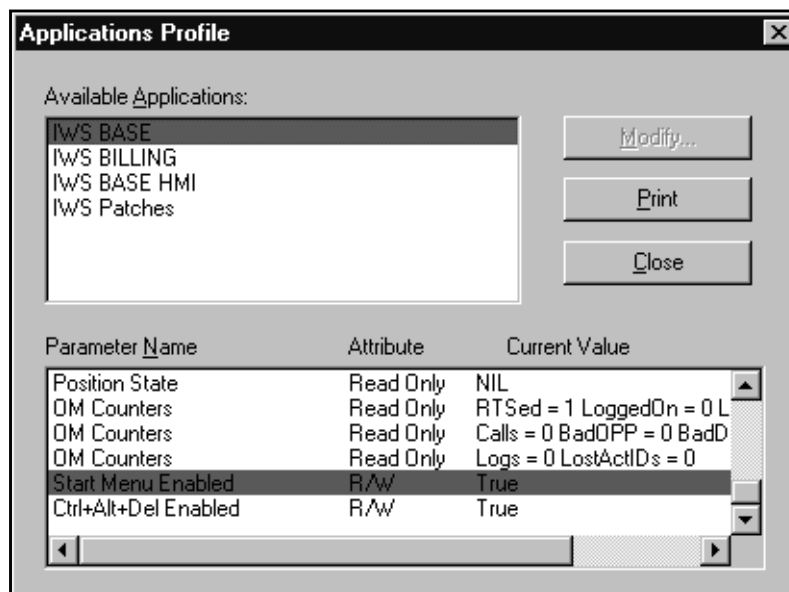 Applications Profile
Available Applications:
IWS BASE
IWS BILLING
IWS BASE HMI
IWS Patches
Modify...
Print
Close
Parameter Name Attribute Current Value
Position State Read Only NIL
OM Counters Read Only RTSed = 1 LoggedOn = 0 L
OM Counters Read Only Calls = 0 BadOPP = 0 BadD
OM Counters Read Only Logs = 0 LostActIDs = 0
Start Menu Enabled R/W True
Ctrl+Alt+Del Enabled R/W True